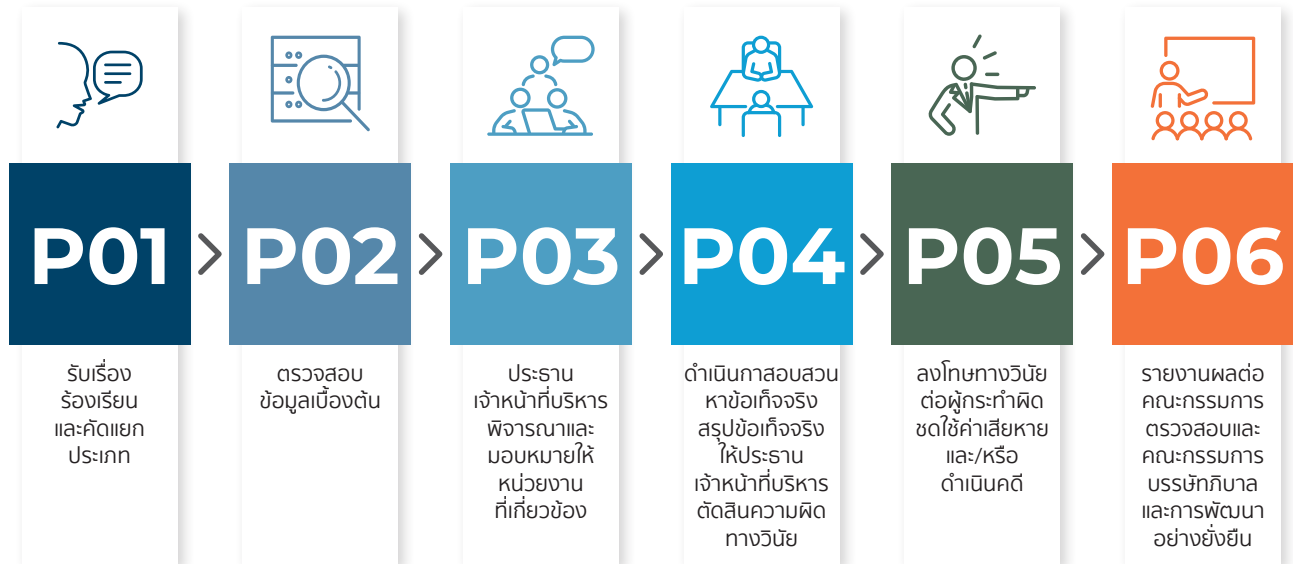 P01
P02
P03
P04
P05
P06
รับเรื่อง
ร้องเรียน
และคัดแยก
ประเภท
ตรวจสอบ
ข้อมูลเบื้องต้น
ประธาน
เจ้าหน้าที่บริหาร
พิจารณาและ
มอบหมายให้
หน่วยงาน
ที่เกี่ยวข้อง
ดำเนินกาสอบสวน
หาข้อเท็จจริง
สรุปข้อเท็จจริง
ให้ประธาน
เจ้าหน้าที่บริหาร
ตัดสินความผิด
ทางวินัย
ลงโทษทางวินัย
ต่อผู้กระทำผิด
ชดใช้ค่าเสียหาย
และ/หรือ
ดำเนินคดี
รายงานผลต่อ
คณะกรรมการ
ตรวจสอบและ
คณะกรรมการ
บรรษัทภิบาล
และการพัฒนา
อย่างยั่งยืน